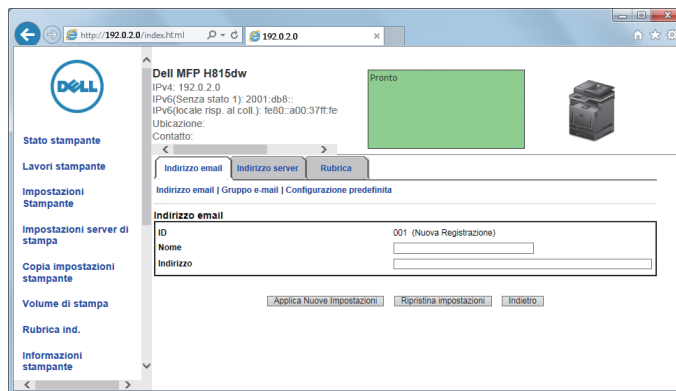 http://192.0.2.0/index.html
192.0.2.0
DELL
Dell MFP H815dw
IPv4: 192.0.2.0
IPv6(Senza stato 1): 2001:db8::
IPv6(locale risp. al coll.): fe80::a00:37ff:fe
Ubicazione:
Contatto:
Pronto
Stato stampante
Lavori stampante
Impostazioni
Stampante
Impostazioni server di
stampa
Copia impostazioni
stampante
Volume di stampa
Rubrica ind.
Informazioni
stampante
Indirizzo email
Indirizzo server
Rubrica
Indirizzo email | Gruppo e-mail | Configurazione predefinita
Indirizzo email
ID 001 (Nuova Registrazione)
Nome
Indirizzo
Applica Nuove Impostazioni Ripristina impostazioni Indietro